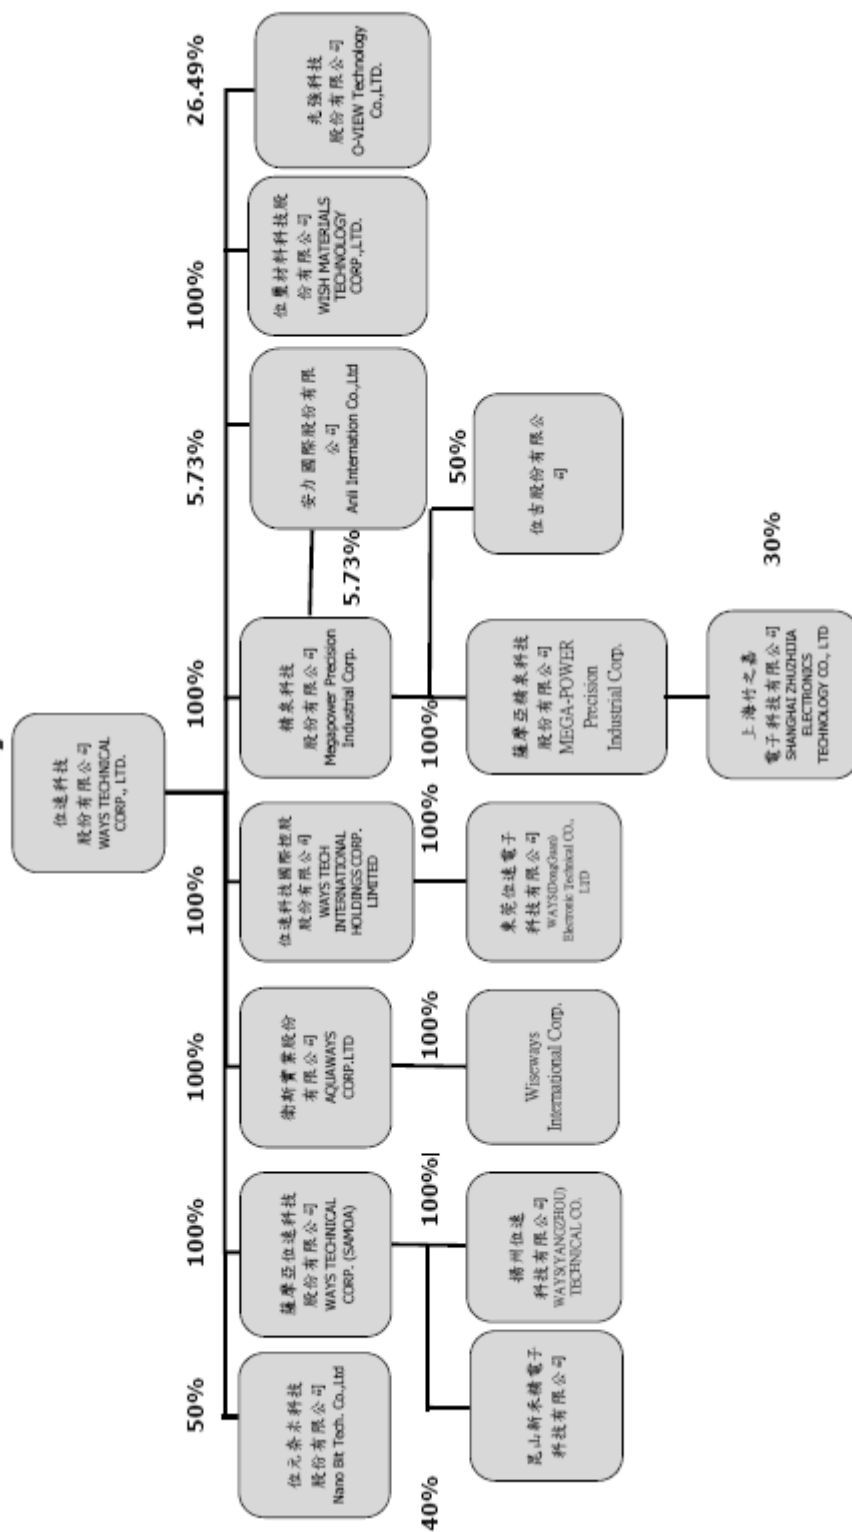 位速科技
股份有限公司
WAYS TECHNICAL
CORP., LTD.
50%
100%
100%
100%
100%
5.73%
100%
26.49%
位元奈米科技
股份有限公司
Nano Bit Tech. Co.,Ltd
薩摩亞位速科技
股份有限公司
WAYS TECHNICAL
CORP. (SAMOA)
衛斯實業股份
有限公司
AQUAWAYS
CORP.LTD
位速科技國際控股
股份有限公司
WAYS TECH
INTERNATIONAL
HOLDINGS CORP.
LIMITED
精泉科技
股份有限公司
Megapower Precision
Industrial Corp.
安力國際股份有限
公司
Anli Internation Co.,Ltd
位璽材料科技股
份有限公司
WISH MATERIALS
TECHNOLOGY
CORP.,LTD.
兆強科技
股份有限公司
O-VIEW Technology
Co.,LTD.
5.73%
40%
100%|
100%
100%
100%
50%
昆山新禾精電子
科技有限公司
揚州位速
科技有限公司
WAYS(YANGZHOU)
TECHNICAL CO.
Wiseways
International Corp.
東莞位速電子
科技有限公司
WAYS(DongGuan)
Electronic Technical CO.,
LTD
薩摩亞精泉科技
股份有限公司
MEGA-POWER
Precision
Industrial Corp.
位吉股份有限公
司
上海竹之嘉
電子科技有限公司
SHANGHAI ZHUZHIJIA
ELECTRONICS
TECHNOLOGY CO., LTD
30%